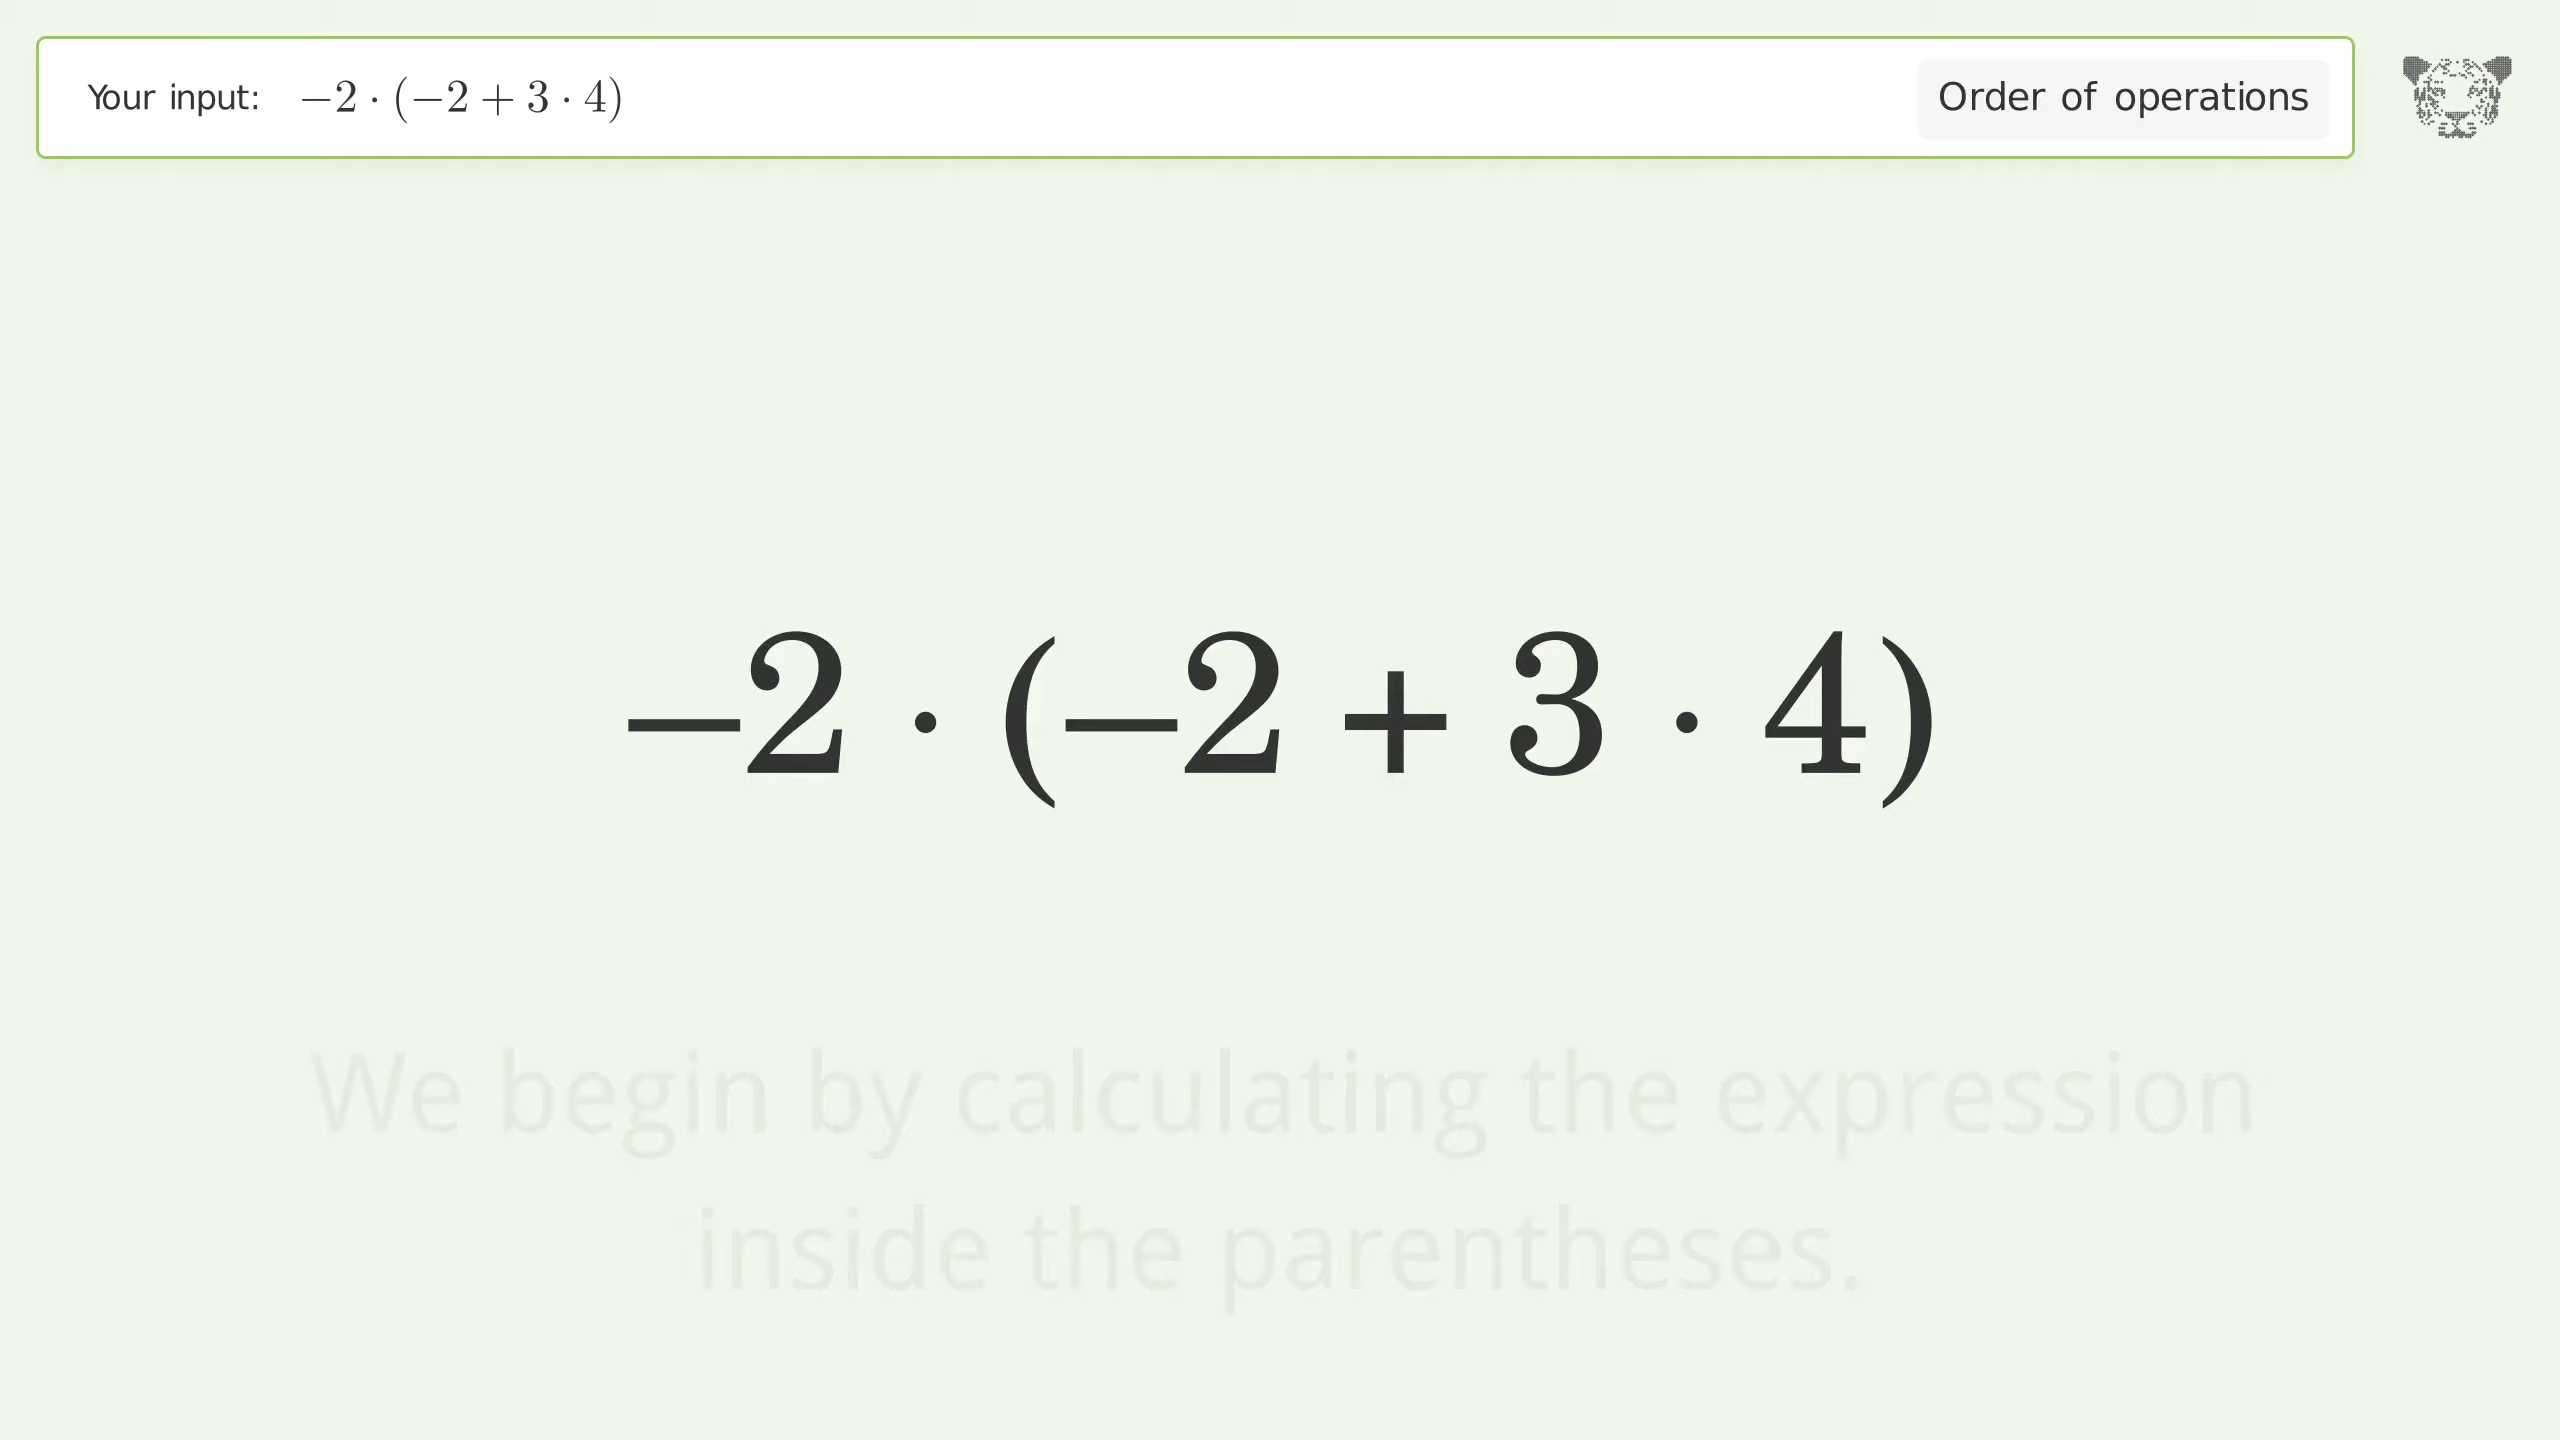 Your input: −2 · (−2 + 3 · 4)
Order of operations
−2 · (−2 + 3 · 4)
We begin by calculating the expression
inside the parentheses.